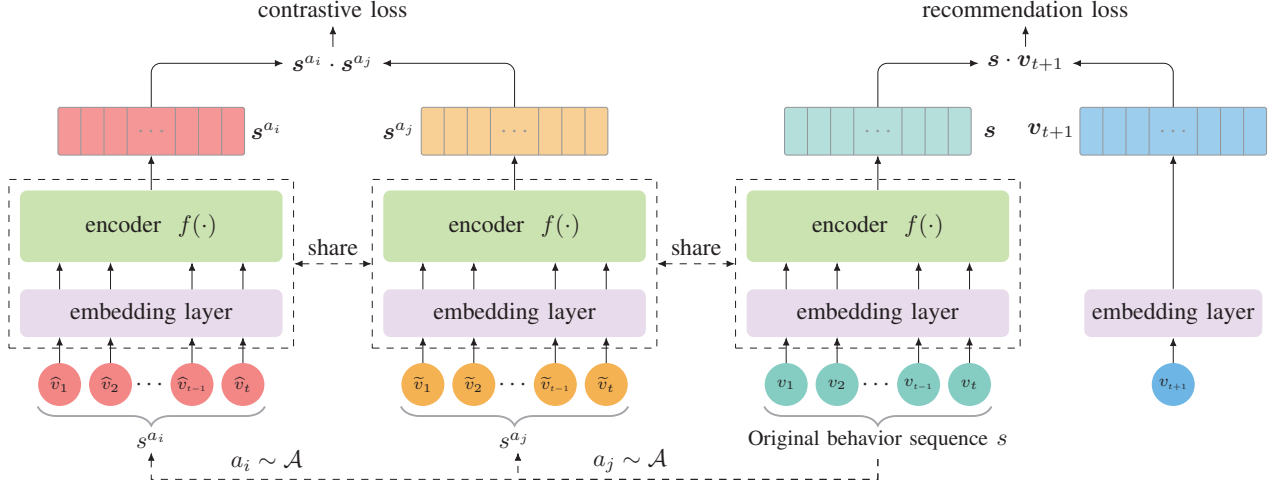 contrastive loss
recommendation loss
s^{a_i} · s^{a_j}
s · v_{t+1}
··· s^{a_i}
s^{a_j} ···
··· s
v_{t+1} ···
encoder f(·)
encoder f(·)
encoder f(·)
share
share
embedding layer
embedding layer
embedding layer
embedding layer
v̂_1 v̂_2 ··· v̂_{t-1} v̂_t
ṽ_1 ṽ_2 ··· ṽ_{t-1} ṽ_t
v_1 v_2 ··· v_{t-1} v_t
v_{t+1}
s^{a_i}
s^{a_j}
Original behavior sequence s
a_i ∼ 𝒜
a_j ∼ 𝒜